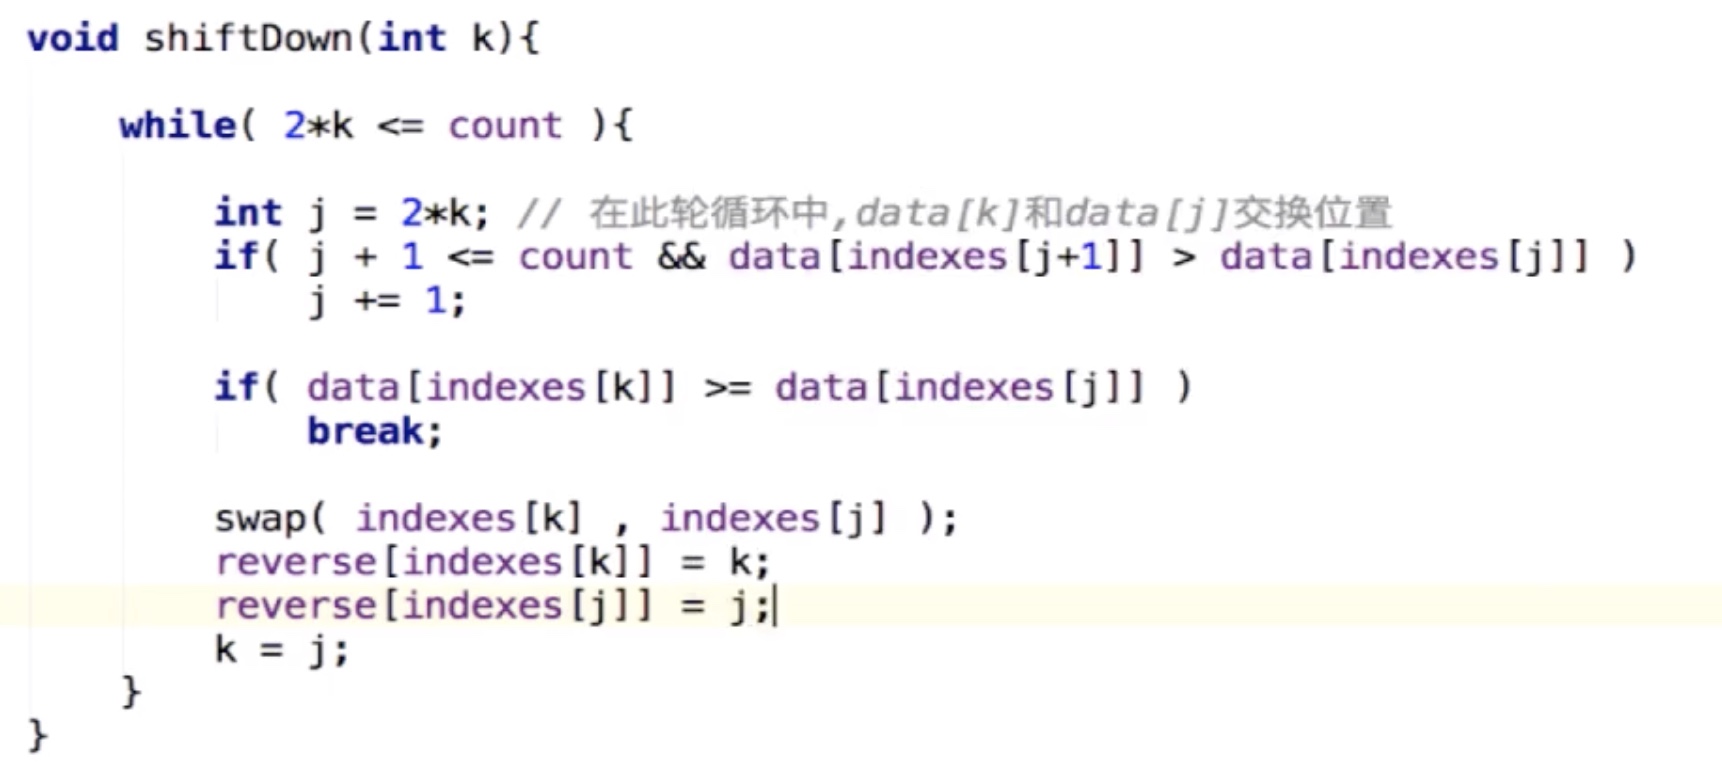 void shiftDown(int k){
while( 2*k <= count ){
int j = 2*k; // 在此轮循环中,data[k]和data[j]交换位置
if( j + 1 <= count && data[indexes[j+1]] > data[indexes[j]] )
j += 1;
if( data[indexes[k]] >= data[indexes[j]] )
break;
swap( indexes[k] , indexes[j] );
reverse[indexes[k]] = k;
reverse[indexes[j]] = j;
k = j;
}
}